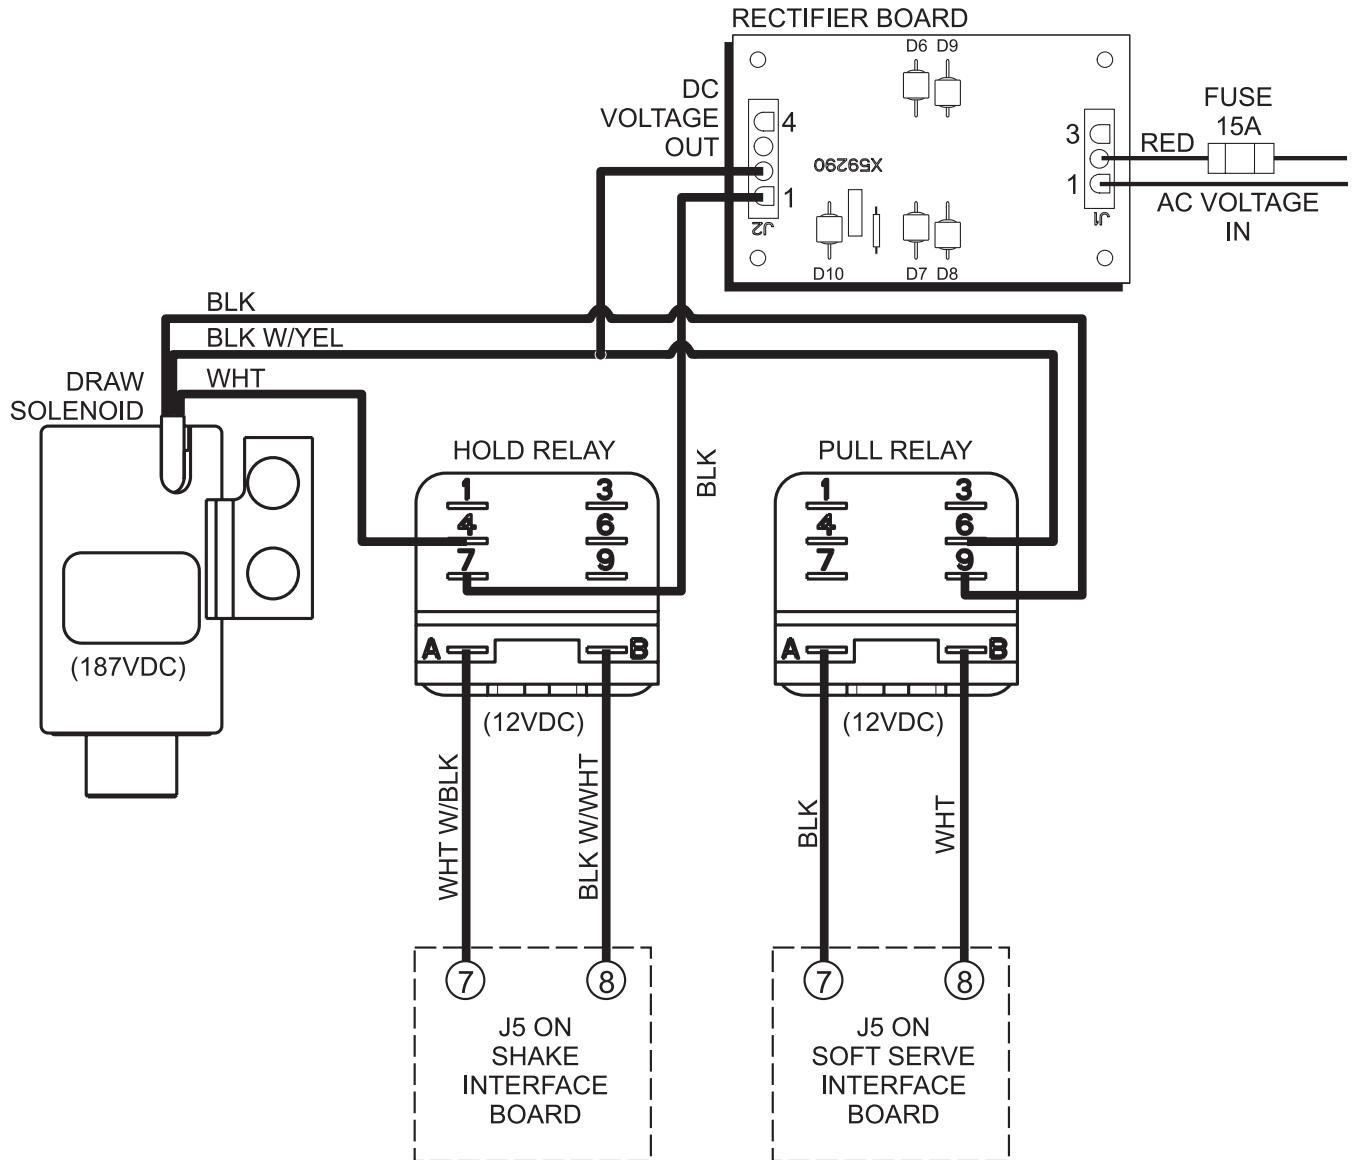 RECTIFIER BOARD
D6 D9
DC
VOLTAGE
OUT
4
1
J2
X59290
D10
D7 D8
3
1
J1
RED
FUSE
15A
AC VOLTAGE
IN
BLK
BLK W/YEL
WHT
DRAW
SOLENOID
(187VDC)
HOLD RELAY
1 3
4 6
7 9
A B
(12VDC)
BLK
PULL RELAY
1 3
4 6
7 9
A B
(12VDC)
WHT W/BLK
BLK W/WHT
BLK
WHT
7 8
J5 ON
SHAKE
INTERFACE
BOARD
7 8
J5 ON
SOFT SERVE
INTERFACE
BOARD